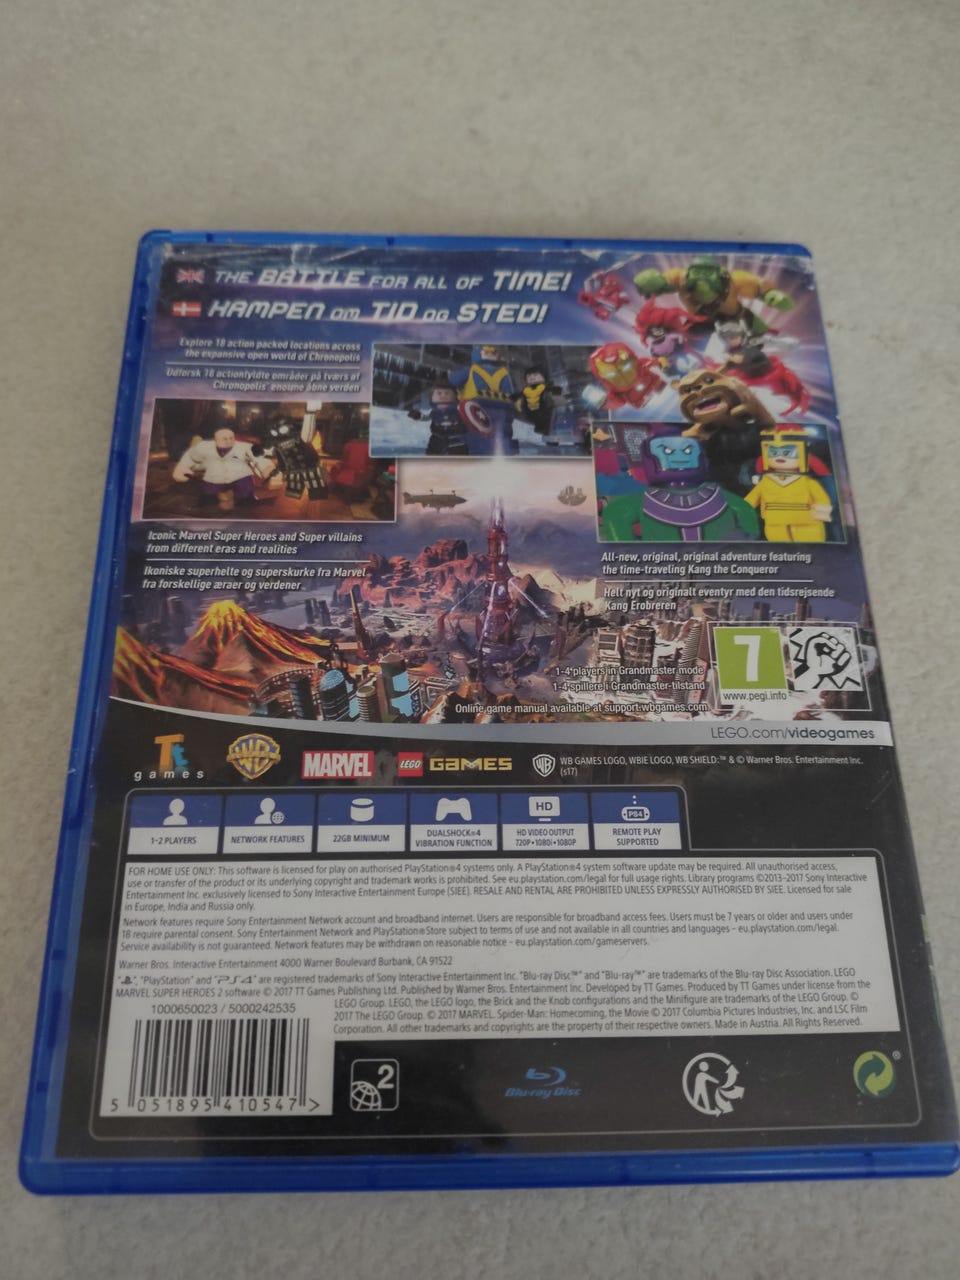 THE BATTLE FOR ALL OF TIME!
KAMPEN OM TID OG STED!
Explore 18 action packed locations across
the expansive open world of Chronopolis
Udforsk 18 actionfyldte områder på tværs af
Chronopolis' enorme åbne verden
Iconic Marvel Super Heroes and Super villains
from different eras and realities
Ikoniske superhelte og superskurke fra Marvel
fra forskellige æraer og verdener
All-new, original, original adventure featuring
the time-traveling Kang the Conqueror
Helt nyt og originalt eventyr med den tidsrejsende
Kang Erobreren
7
www.pegi.info
1-4 players in Grandmaster mode
1-4 spillere i Grandmaster-tilstand
Online game manual available at support.wbgames.com
LEGO.com/videogames
Tt games
WB
MARVEL
LEGO
GAMES
WB GAMES LOGO, WBIE LOGO, WB SHIELD: ™ & © Warner Bros. Entertainment Inc.
(s17)
1-2 PLAYERS
NETWORK FEATURES
22GB MINIMUM
DUALSHOCK®4
VIBRATION FUNCTION
HD
HD VIDEO OUTPUT
720P•1080i•1080P
PS4
REMOTE PLAY
SUPPORTED
FOR HOME USE ONLY: This software is licensed for play on authorised PlayStation®4 systems only. A PlayStation®4 system software update may be required. All unauthorised access,
use or transfer of the product or its underlying copyright and trademark works is prohibited. See eu.playstation.com/legal for full usage rights. Library programs ©2013-2017 Sony Interactive
Entertainment Inc. exclusively licensed to Sony Interactive Entertainment Europe (SIEE). RESALE AND RENTAL ARE PROHIBITED UNLESS EXPRESSLY AUTHORISED BY SIEE. Licensed for sale
in Europe, India and Russia only.
Network features require Sony Entertainment Network account and broadband internet. Users are responsible for broadband access fees. Users must be 7 years or older and users under
18 require parental consent. Sony Entertainment Network and PlayStation®Store subject to terms of use and not available in all countries and languages – eu.playstation.com/legal.
Service availability is not guaranteed. Network features may be withdrawn on reasonable notice – eu.playstation.com/gameservers.
Warner Bros. Interactive Entertainment 4000 Warner Boulevard Burbank, CA 91522
" ", "PlayStation" and "PS4" are registered trademarks of Sony Interactive Entertainment Inc. "Blu-ray Disc™" and "Blu-ray™" are trademarks of the Blu-ray Disc Association. LEGO
MARVEL SUPER HEROES 2 software © 2017 TT Games Publishing Ltd. Published by Warner Bros. Entertainment Inc. Developed by TT Games. Produced by TT Games under license from the
LEGO Group. LEGO, the LEGO logo, the Brick and the Knob configurations and the Minifigure are trademarks of the LEGO Group. ©
2017 The LEGO Group. © 2017 MARVEL. Spider-Man: Homecoming, the Movie © 2017 Columbia Pictures Industries, Inc. and LSC Film
Corporation. All other trademarks and copyrights are the property of their respective owners. Made in Austria. All Rights Reserved.
1000650023 / 5000242535
5 051895 410547 >
2
Blu-ray Disc™